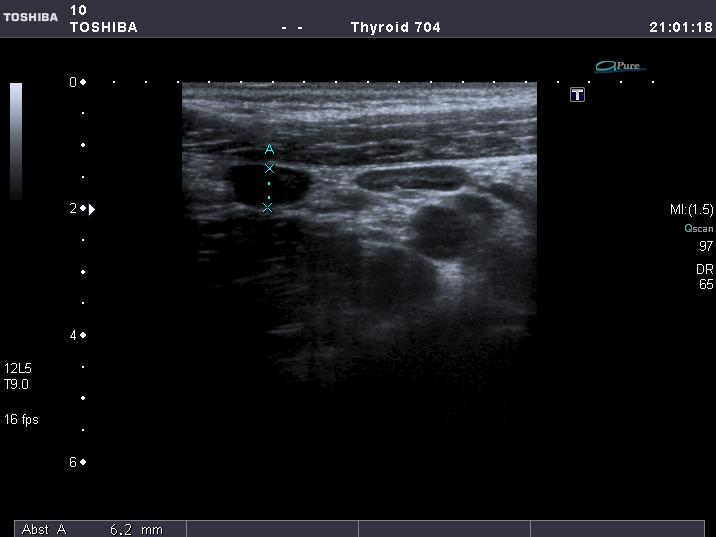 TOSHIBA
10
TOSHIBA - - Thyroid 704 21:01:18
APure
0
T
A
2
MI:(1.5)
Qscan
97
DR
65
4
12L5
T9.0
16 fps
6
Abst A 6.2 mm